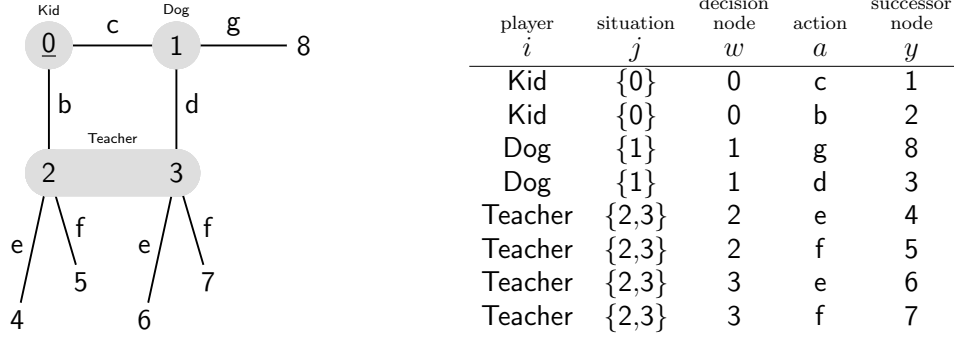 Kid Dog
0 c 1 g 8
b d
Teacher
2 3
e f e f
5 7
4 6
decision successor
player situation node action node
i j w a y
Kid {0} 0 c 1
Kid {0} 0 b 2
Dog {1} 1 g 8
Dog {1} 1 d 3
Teacher {2,3} 2 e 4
Teacher {2,3} 2 f 5
Teacher {2,3} 3 e 6
Teacher {2,3} 3 f 7